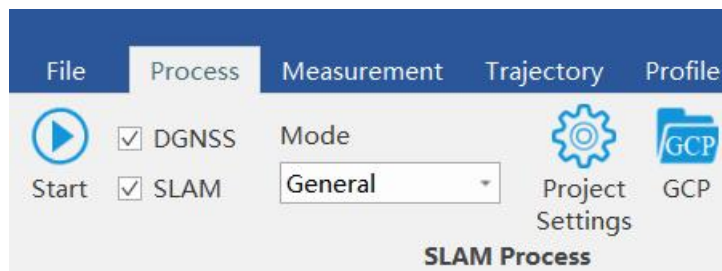 File Process Measurement Trajectory Profile
DGNSS Mode
GCP
Start SLAM General Project Settings GCP
SLAM Process